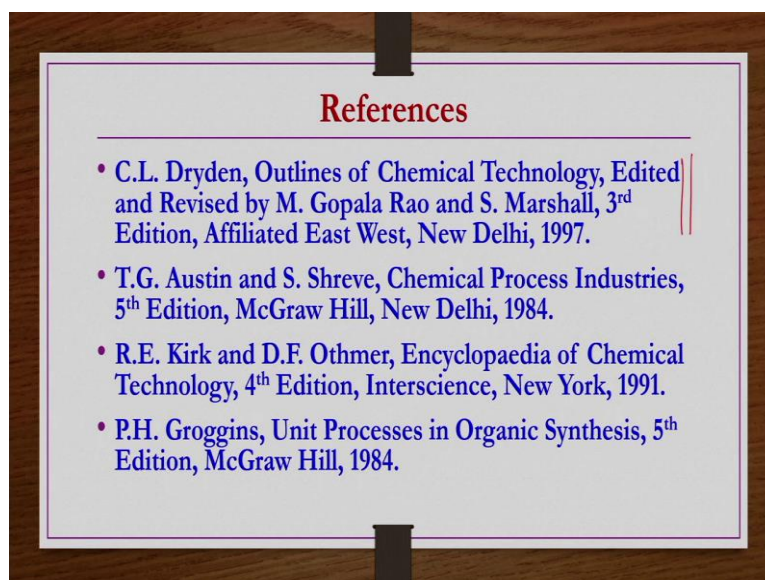 References
• C.L. Dryden, Outlines of Chemical Technology, Edited
and Revised by M. Gopala Rao and S. Marshall, 3rd
Edition, Affiliated East West, New Delhi, 1997.
• T.G. Austin and S. Shreve, Chemical Process Industries,
5th Edition, McGraw Hill, New Delhi, 1984.
• R.E. Kirk and D.F. Othmer, Encyclopaedia of Chemical
Technology, 4th Edition, Interscience, New York, 1991.
• P.H. Groggins, Unit Processes in Organic Synthesis, 5th
Edition, McGraw Hill, 1984.